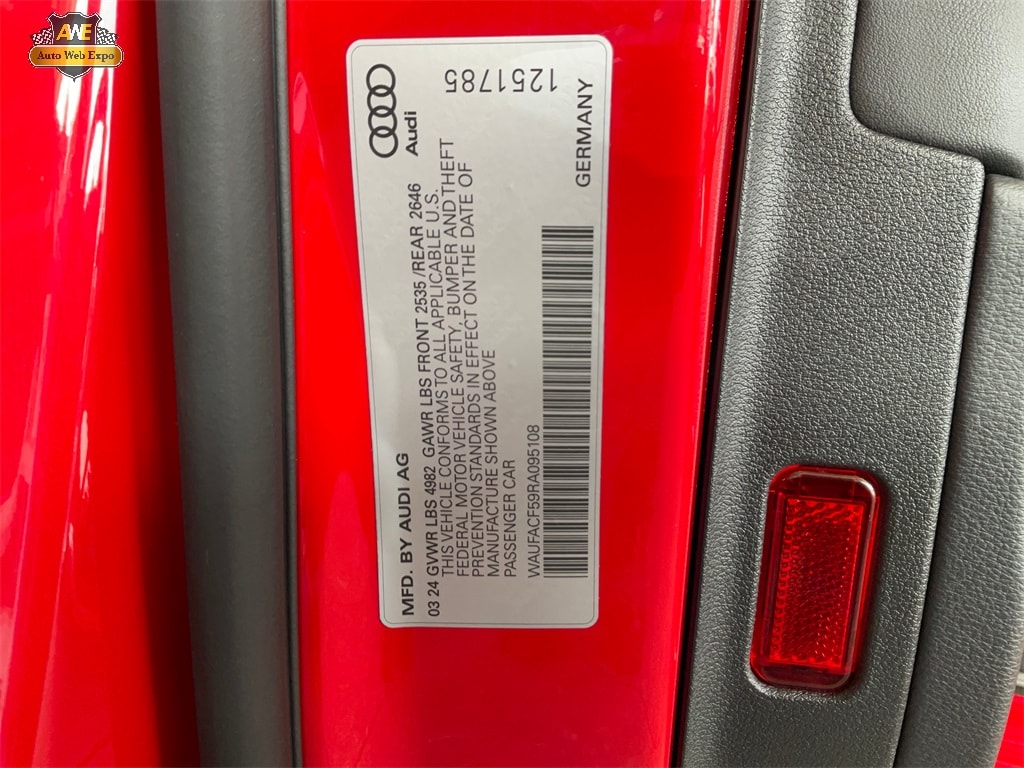 AWE
Auto Web Expo
Audi
1251785
MFD. BY AUDI AG
GERMANY
03 24 GVWR LBS 4982 GAWR LBS FRONT 2535 /REAR 2646
THIS VEHICLE CONFORMS TO ALL APPLICABLE U.S.
FEDERAL MOTOR VEHICLE SAFETY, BUMPER AND THEFT
PREVENTION STANDARDS IN EFFECT ON THE DATE OF
MANUFACTURE SHOWN ABOVE
PASSENGER CAR
WAUFACF59RA095108